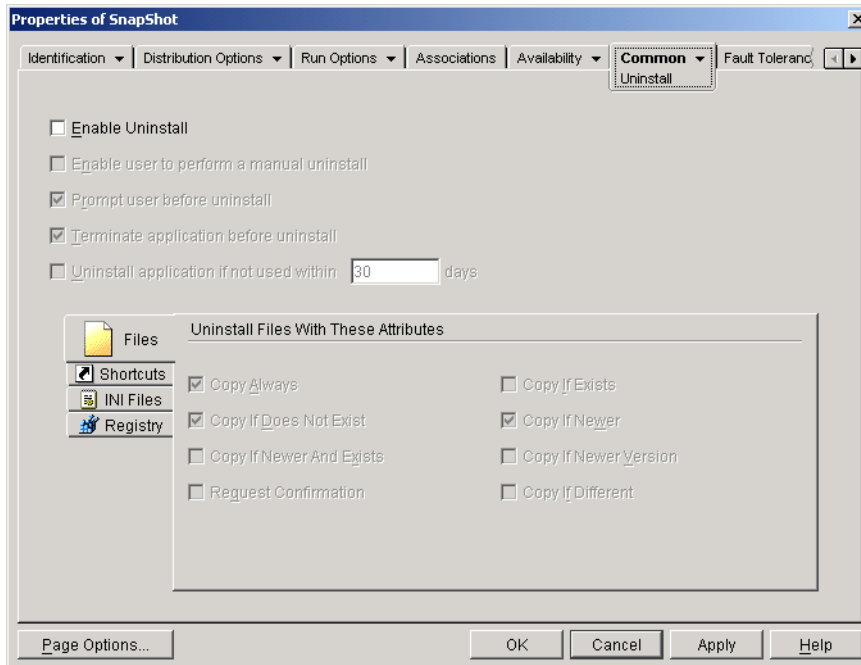 Properties of SnapShot
Identification Distribution Options Run Options Associations Availability Common Fault Toleranc
Uninstall
Enable Uninstall
Enable user to perform a manual uninstall
Prompt user before uninstall
Terminate application before uninstall
Uninstall application if not used within 30 days
Files
Shortcuts
INI Files
Registry
Uninstall Files With These Attributes
Copy Always Copy If Exists
Copy If Does Not Exist Copy If Newer
Copy If Newer And Exists Copy If Newer Version
Request Confirmation Copy If Different
Page Options... OK Cancel Apply Help